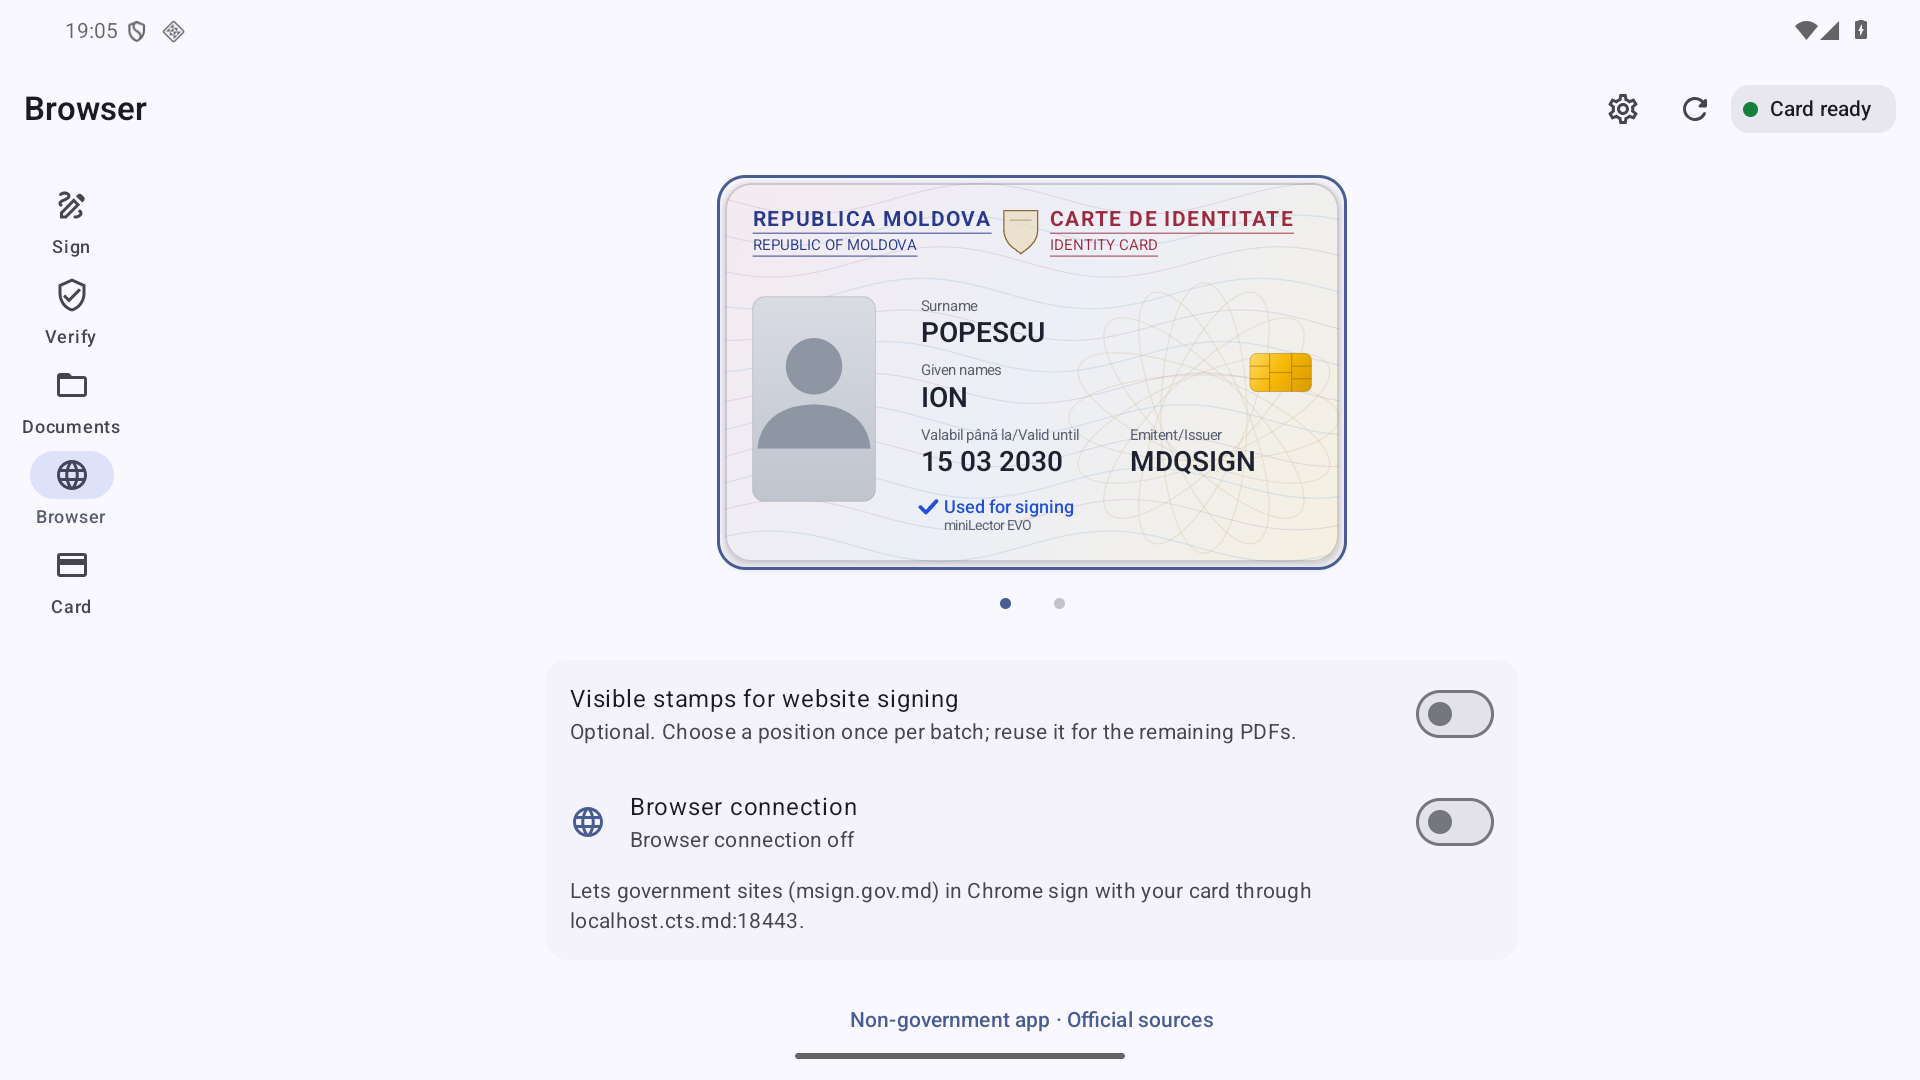 19:05
Browser
Card ready
Sign
Verify
Documents
Browser
Card
REPUBLICA MOLDOVA
REPUBLIC OF MOLDOVA
CARTE DE IDENTITATE
IDENTITY CARD
Surname
POPESCU
Given names
ION
Valabil până la/Valid until
15 03 2030
Emitent/Issuer
MDQSIGN
Used for signing
miniLector EVO
Visible stamps for website signing
Optional. Choose a position once per batch; reuse it for the remaining PDFs.
Browser connection
Browser connection off
Lets government sites (msign.gov.md) in Chrome sign with your card through
localhost.cts.md:18443.
Non-government app · Official sources